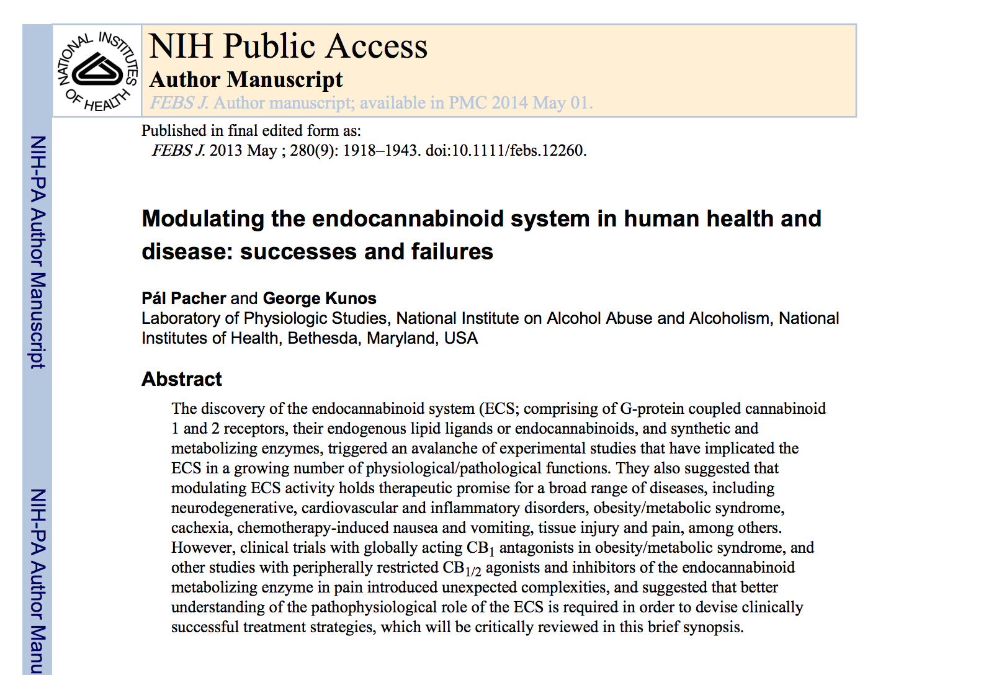 NATIONAL INSTITUTES OF HEALTH
NIH Public Access
Author Manuscript
FEBS J. Author manuscript; available in PMC 2014 May 01.
Published in final edited form as:
FEBS J. 2013 May ; 280(9): 1918–1943. doi:10.1111/febs.12260.
Modulating the endocannabinoid system in human health and
disease: successes and failures
Pál Pacher and George Kunos
Laboratory of Physiologic Studies, National Institute on Alcohol Abuse and Alcoholism, National
Institutes of Health, Bethesda, Maryland, USA
Abstract
The discovery of the endocannabinoid system (ECS; comprising of G-protein coupled cannabinoid
1 and 2 receptors, their endogenous lipid ligands or endocannabinoids, and synthetic and
metabolizing enzymes, triggered an avalanche of experimental studies that have implicated the
ECS in a growing number of physiological/pathological functions. They also suggested that
modulating ECS activity holds therapeutic promise for a broad range of diseases, including
neurodegenerative, cardiovascular and inflammatory disorders, obesity/metabolic syndrome,
cachexia, chemotherapy-induced nausea and vomiting, tissue injury and pain, among others.
However, clinical trials with globally acting CB1 antagonists in obesity/metabolic syndrome, and
other studies with peripherally restricted CB1/2 agonists and inhibitors of the endocannabinoid
metabolizing enzyme in pain introduced unexpected complexities, and suggested that better
understanding of the pathophysiological role of the ECS is required in order to devise clinically
successful treatment strategies, which will be critically reviewed in this brief synopsis.
NIH-PA Author Manuscript
NIH-PA Author Manu